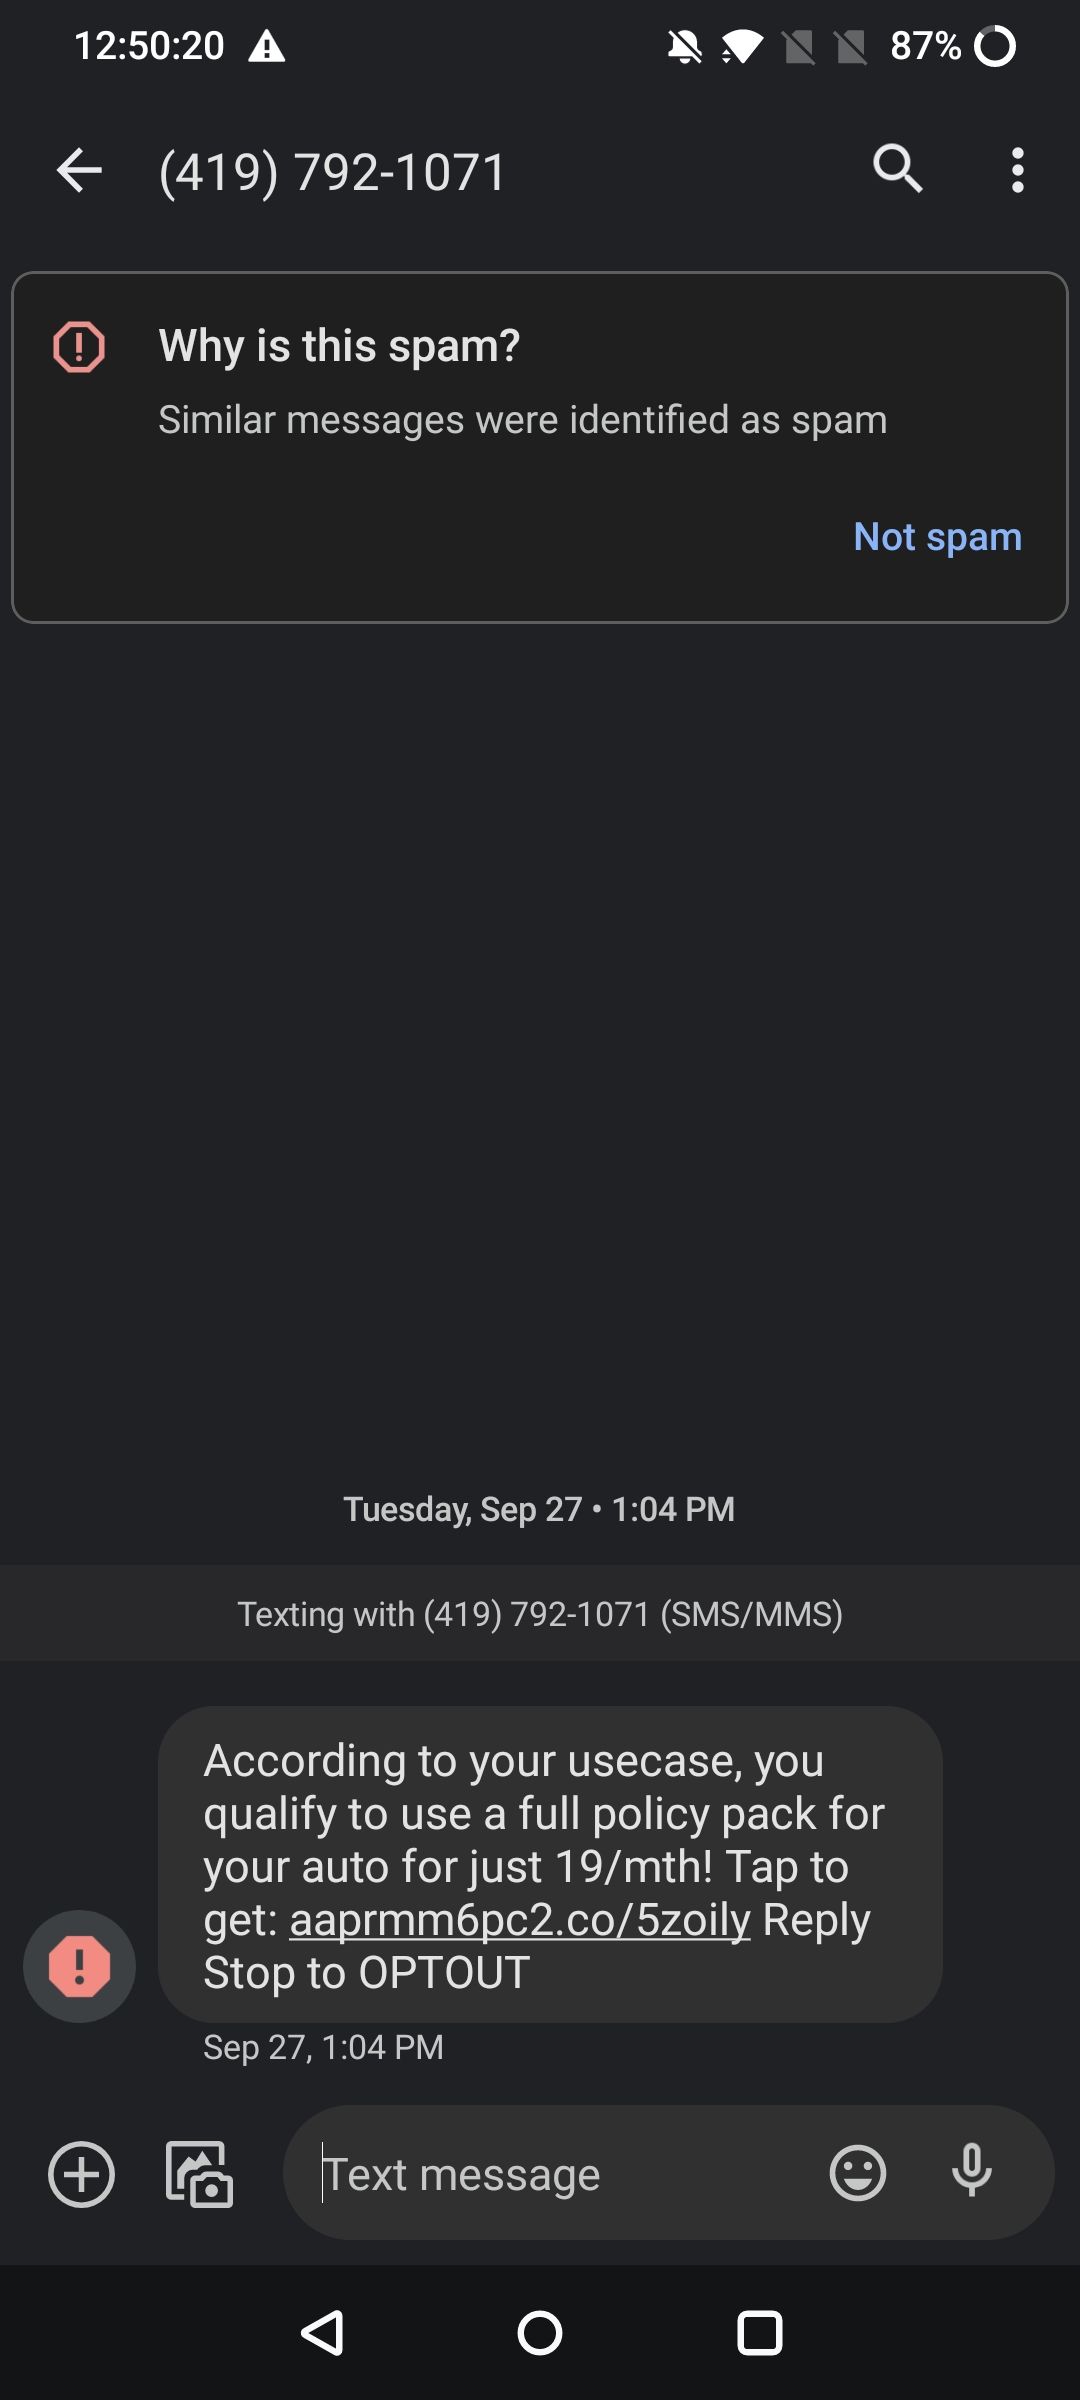 12:50:20
87%
(419) 792-1071
Why is this spam?
Similar messages were identified as spam
Not spam
Tuesday, Sep 27 • 1:04 PM
Texting with (419) 792-1071 (SMS/MMS)
According to your usecase, you
qualify to use a full policy pack for
your auto for just 19/mth! Tap to
get: aaprmm6pc2.co/5zoily Reply
Stop to OPTOUT
Sep 27, 1:04 PM
Text message